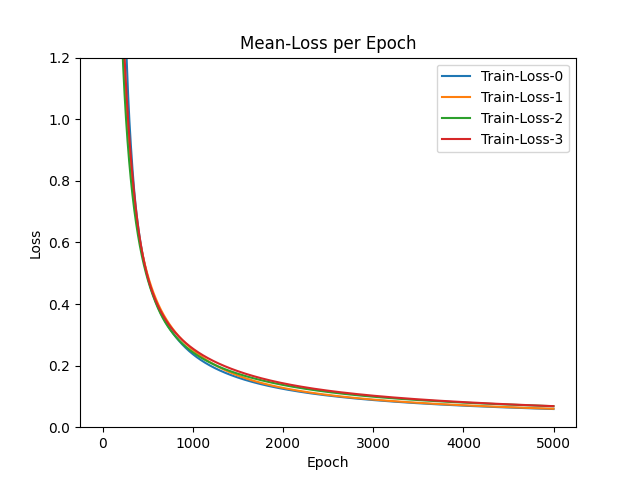 Mean-Loss per Epoch
1.2
1.0
0.8
0.6
0.4
0.2
0.0
Loss
Train-Loss-0
Train-Loss-1
Train-Loss-2
Train-Loss-3
0 1000 2000 3000 4000 5000
Epoch